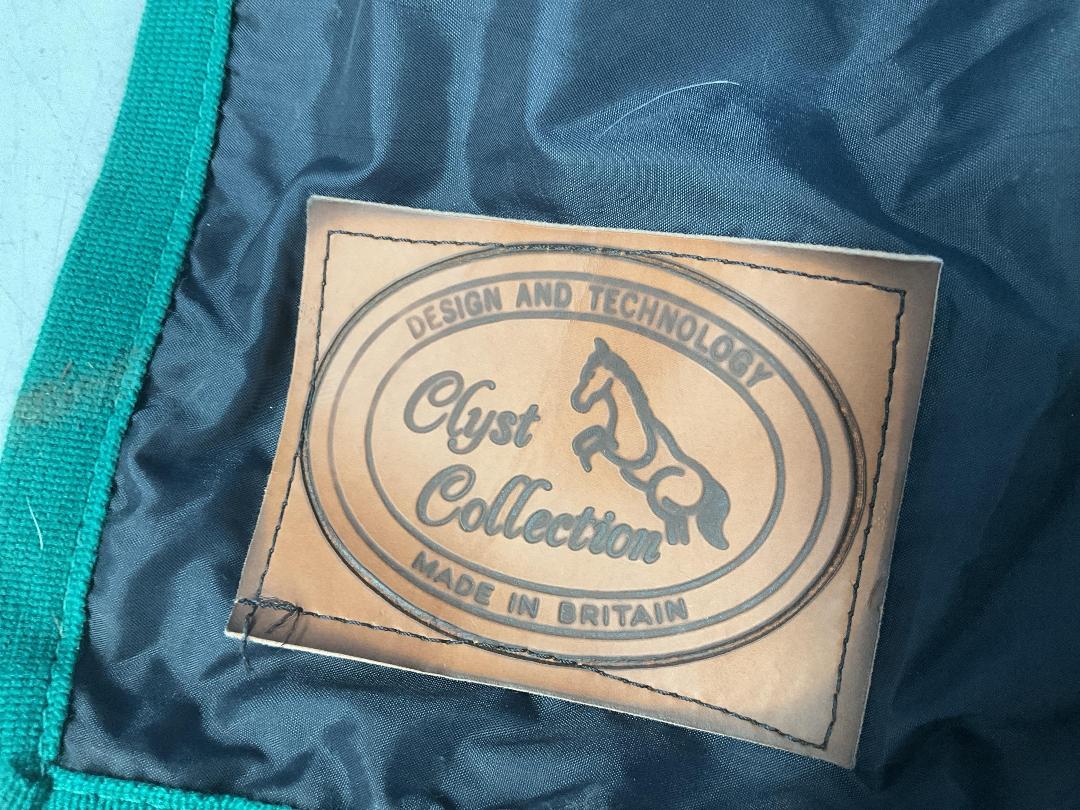 DESIGN AND TECHNOLOGY
Clyst
Collection
MADE IN BRITAIN